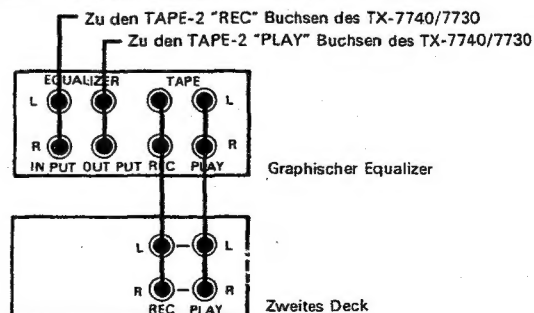 Zu den TAPE-2 "REC" Buchsen des TX-7740/7730
Zu den TAPE-2 "PLAY" Buchsen des TX-7740/7730
EQUALIZER TAPE
L L
R R
IN PUT OUT PUT REC PLAY
Graphischer Equalizer
L L
R R
REC PLAY
Zweites Deck